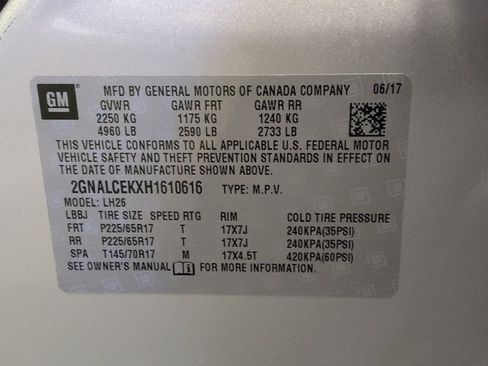 GM
MFD BY GENERAL MOTORS OF CANADA COMPANY 06/17
GVWR GAWR FRT GAWR RR
2250 KG 1175 KG 1240 KG
4960 LB 2590 LB 2733 LB
THIS VEHICLE CONFORMS TO ALL APPLICABLE U.S. FEDERAL MOTOR
VEHICLE SAFETY AND THEFT PREVENTION STANDARDS IN EFFECT ON
THE DATE OF MANUFACTURE SHOWN ABOVE.
2GNALCEKXH1610616 TYPE: M.P.V.
MODEL: LH26
LBBJ TIRE SIZE SPEED RTG RIM COLD TIRE PRESSURE
FRT P225/65R17 T 17X7J 240KPA(35PSI)
RR P225/65R17 T 17X7J 240KPA(35PSI)
SPA T145/70R17 M 17X4.5T 420KPA(60PSI)
SEE OWNER'S MANUAL FOR MORE INFORMATION.